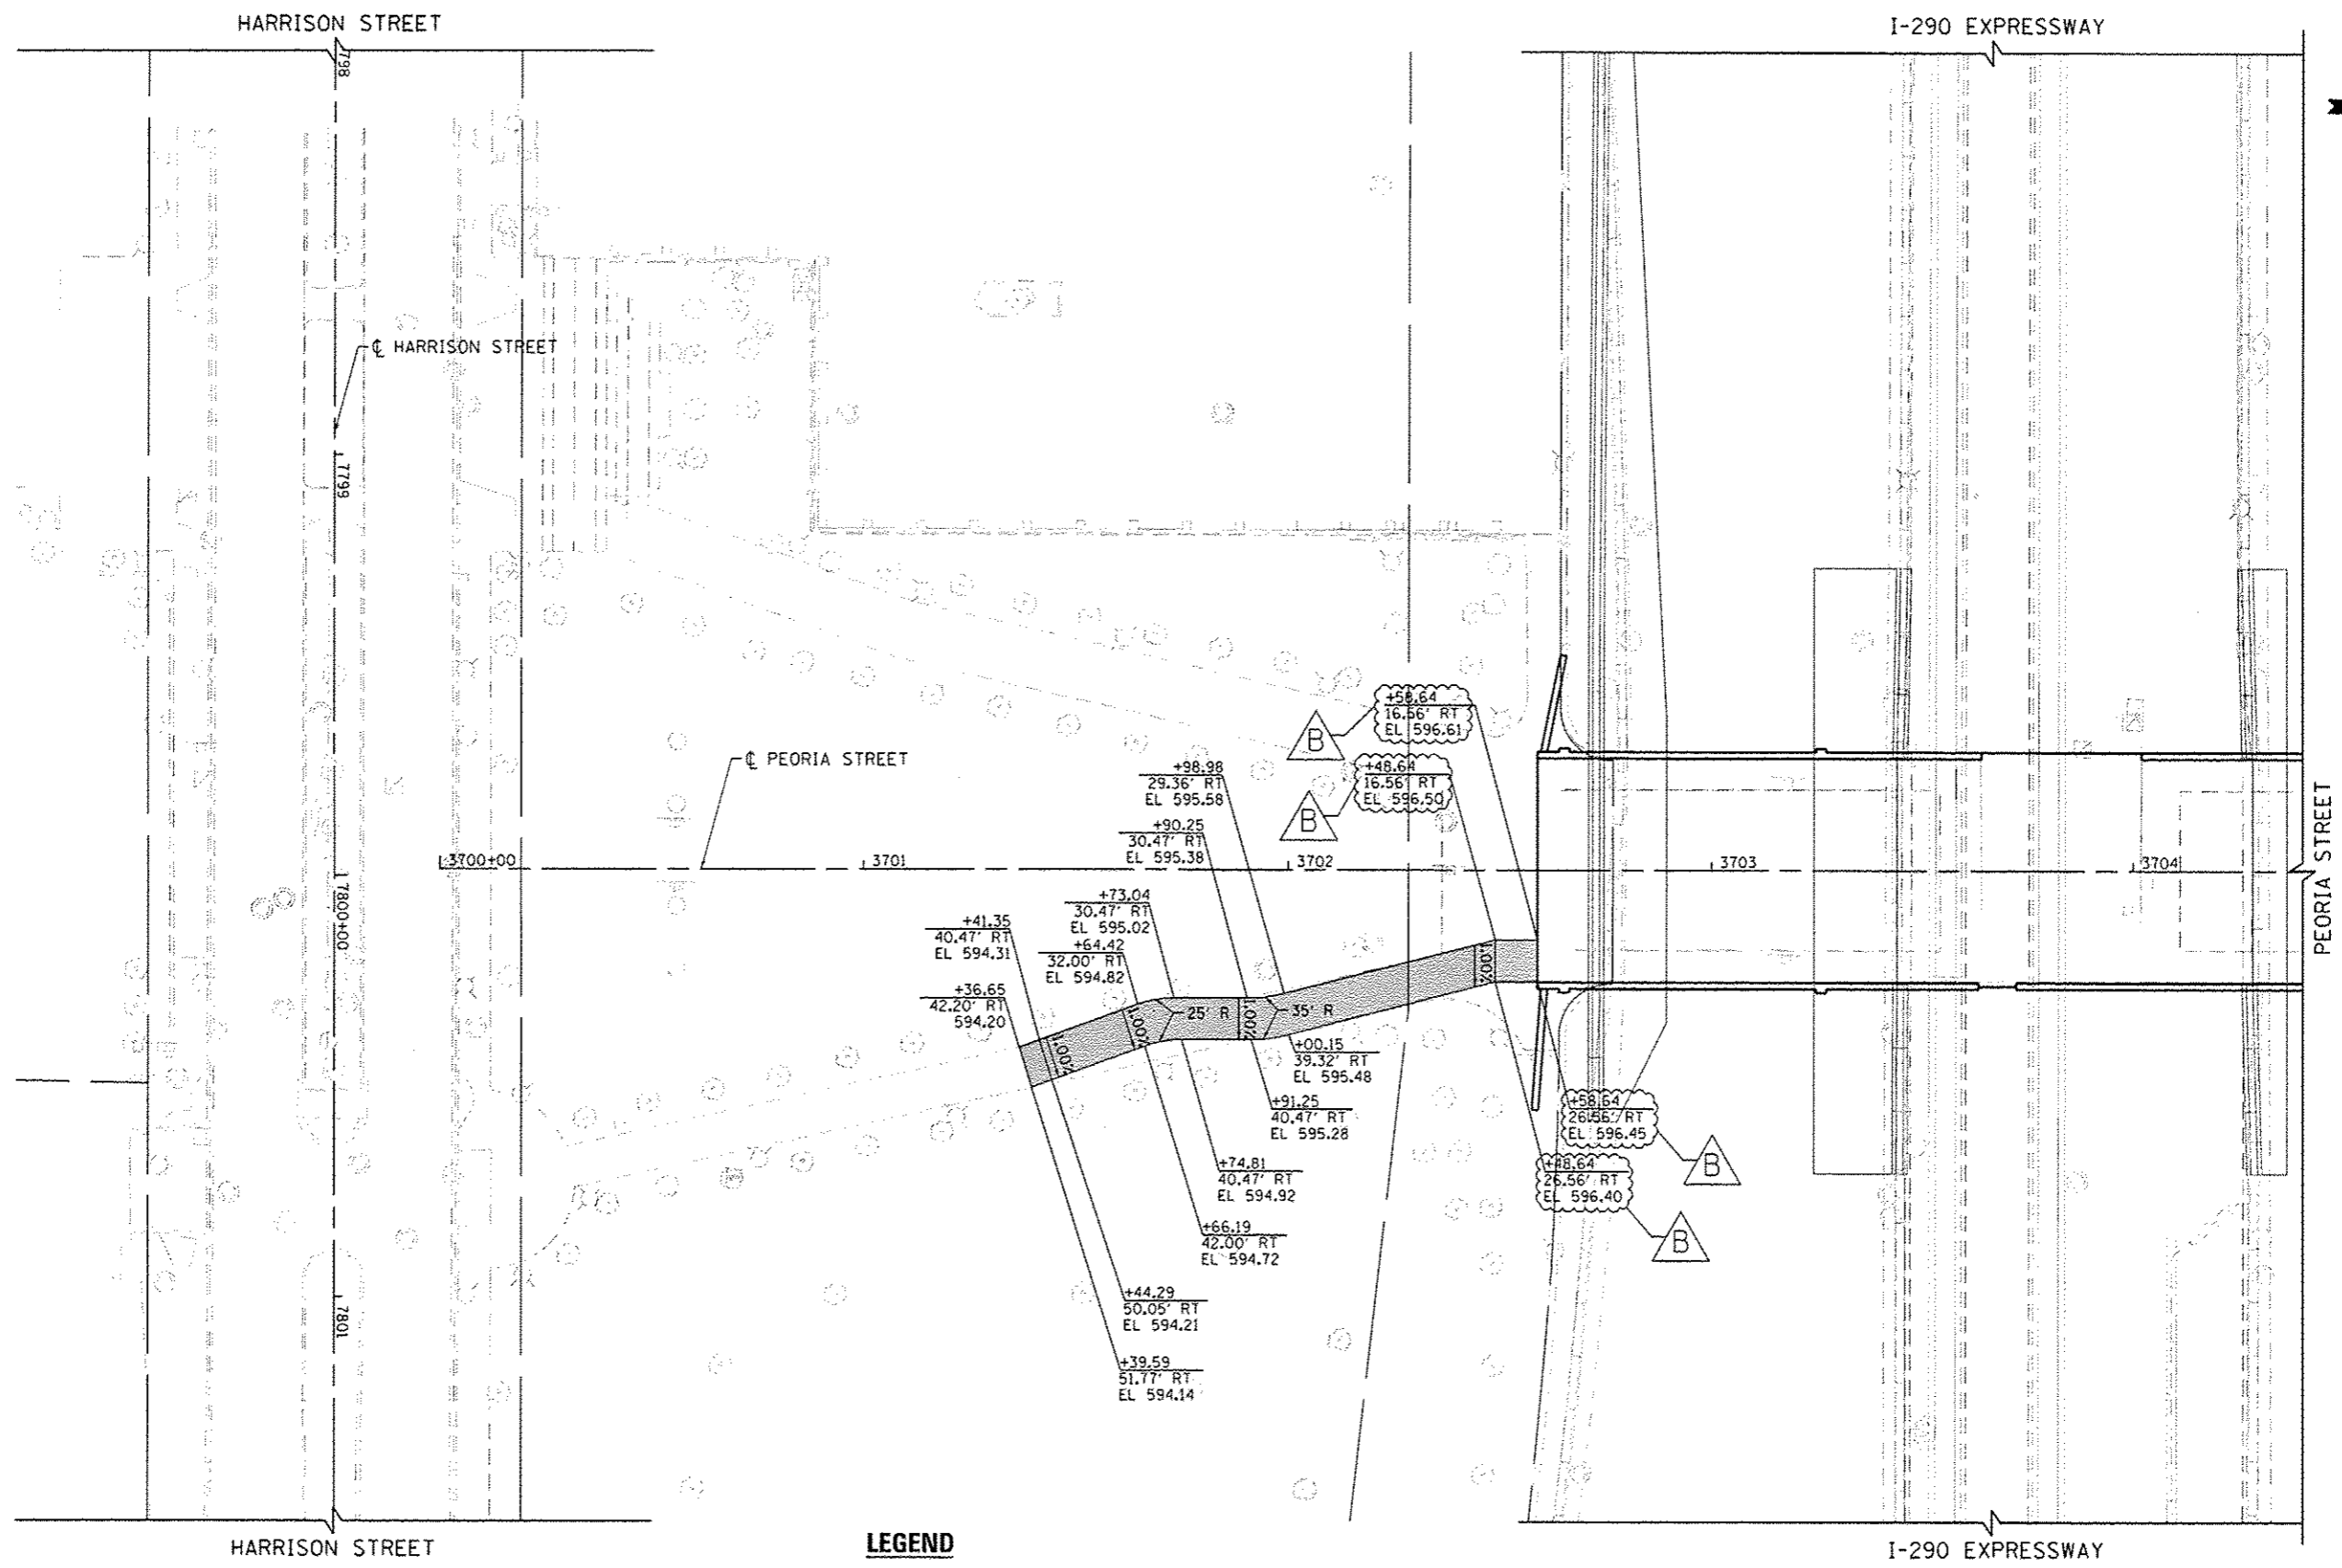 HARRISON STREET
I-290 EXPRESSWAY
7798
℄ HARRISON STREET
7799
+58.64
16.56' RT
EL 596.61
B
℄ PEORIA STREET
+48.64
16.56' RT
EL 596.50
B
+98.98
29.36' RT
EL 595.58
+90.25
30.47' RT
EL 595.38
3700+00
3701
3702
3703
3704
PEORIA STREET
7800+00
+73.04
30.47' RT
EL 595.02
+41.35
40.47' RT
EL 594.31
+64.42
32.00' RT
EL 594.82
+36.65
42.20' RT
594.20
1.00%
1.00%
1.00%
1.00%
25' R
35' R
+00.15
39.32' RT
EL 595.48
+91.25
40.47' RT
EL 595.28
+58.64
26.56' RT
EL 596.45
B
+48.64
26.56' RT
EL 596.40
B
+74.81
40.47' RT
EL 594.92
+66.19
42.00' RT
EL 594.72
7801
+44.29
50.05' RT
EL 594.21
+39.59
51.77' RT
EL 594.14
HARRISON STREET
LEGEND
I-290 EXPRESSWAY